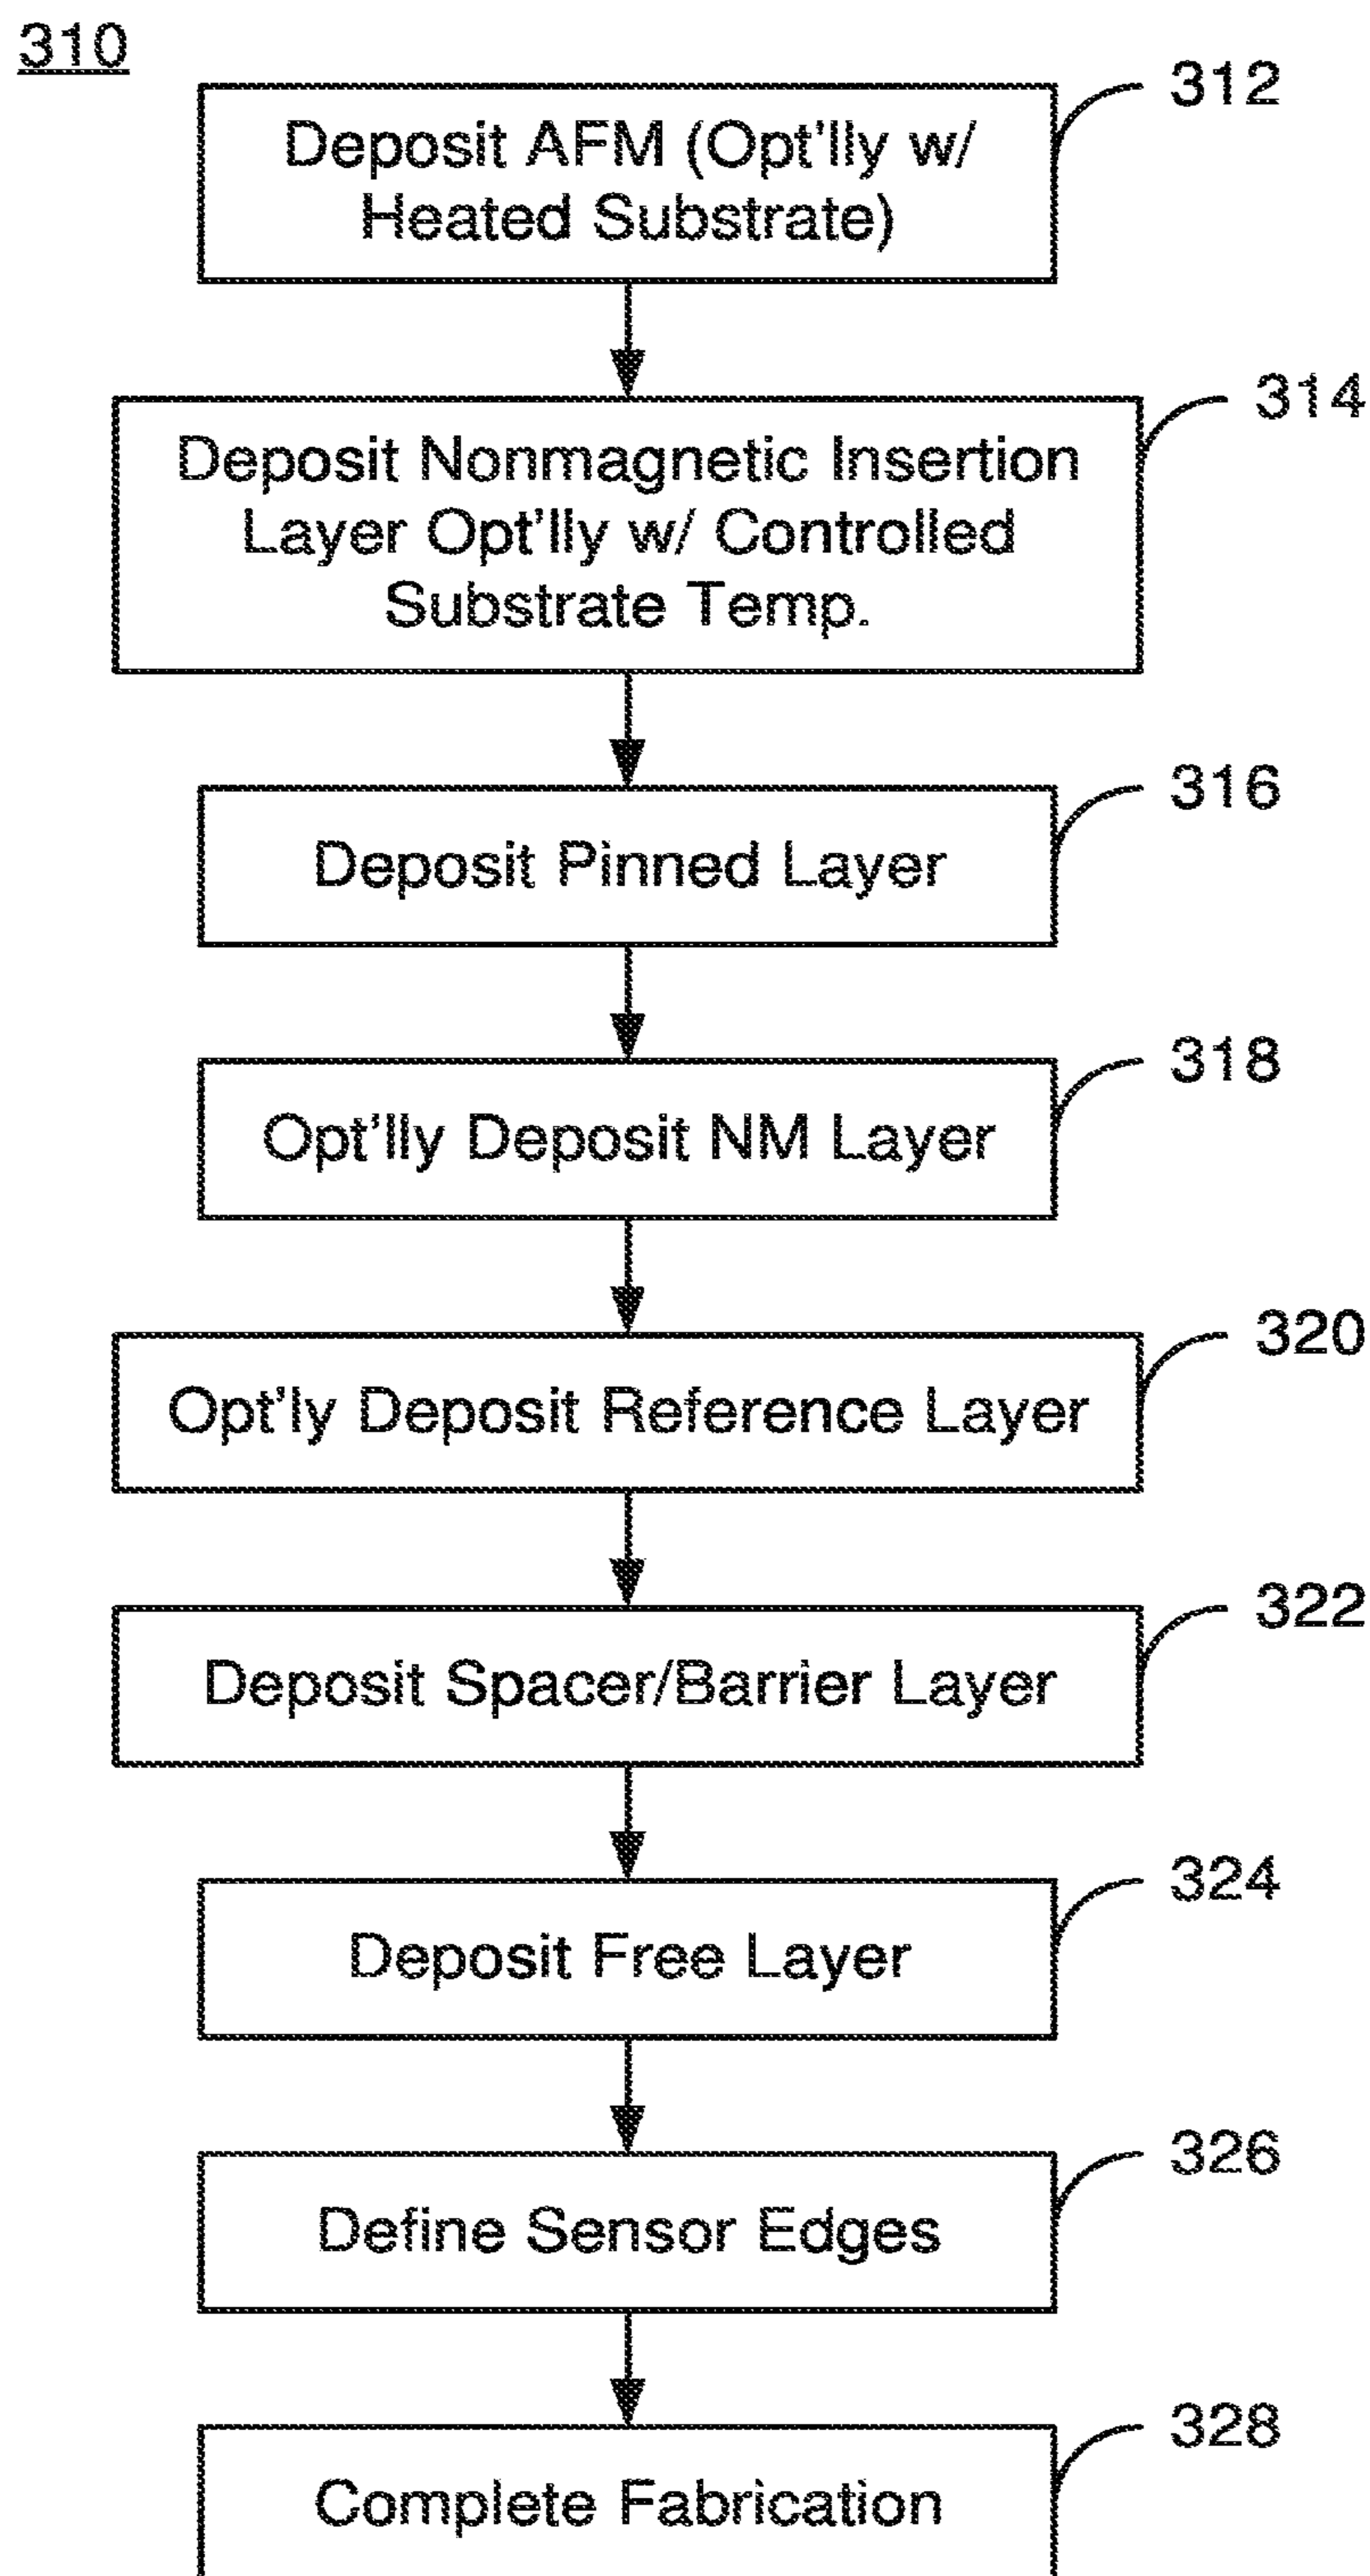 310
312
Deposit AFM (Opt'lly w/
Heated Substrate)
314
Deposit Nonmagnetic Insertion
Layer Opt'lly w/ Controlled
Substrate Temp.
316
Deposit Pinned Layer
318
Opt'lly Deposit NM Layer
320
Opt'ly Deposit Reference Layer
322
Deposit Spacer/Barrier Layer
324
Deposit Free Layer
326
Define Sensor Edges
328
Complete Fabrication